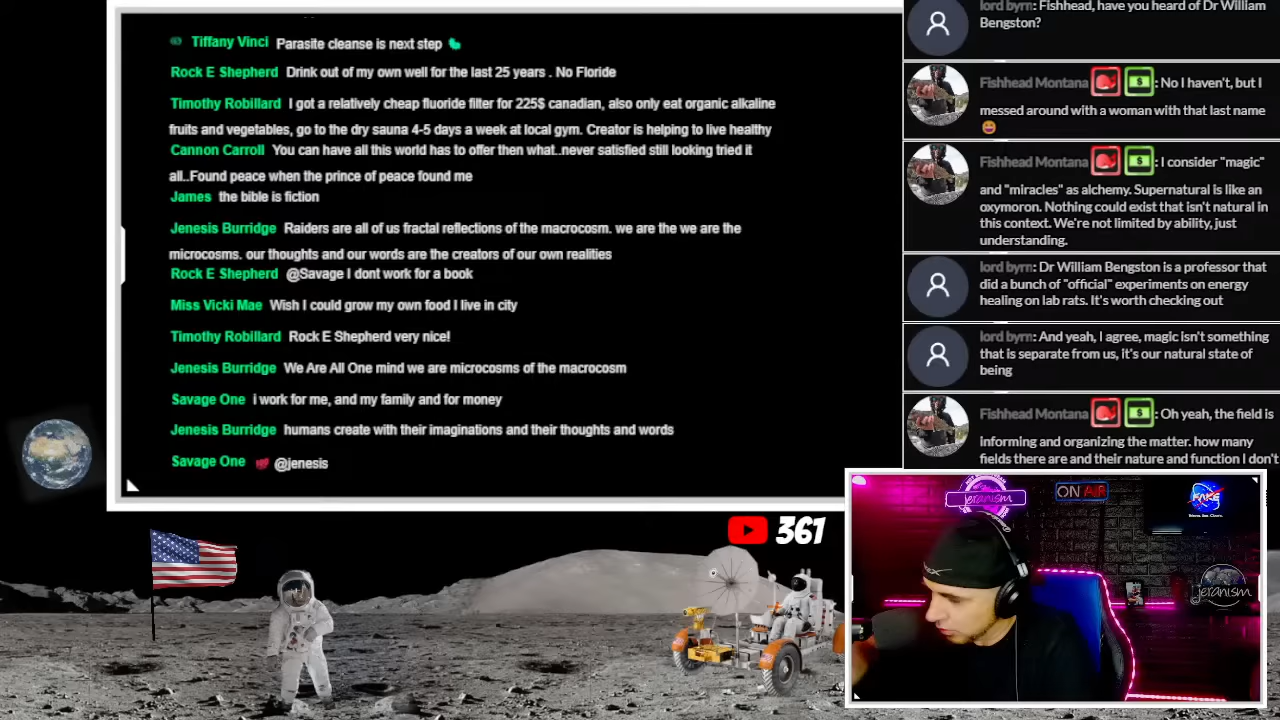 Tiffany Vinci Parasite cleanse is next step
Rock E Shepherd Drink out of my own well for the last 25 years . No Floride
Timothy Robillard I got a relatively cheap fluoride filter for 225$ canadian, also only eat organic alkaline
fruits and vegetables, go to the dry sauna 4-5 days a week at local gym. Creator is helping to live healthy
Cannon Carroll You can have all this world has to offer then what..never satisfied still looking tried it
all..Found peace when the prince of peace found me
James the bible is fiction
Jenesis Burridge Raiders are all of us fractal reflections of the macrocosm. we are the we are the
microcosms. our thoughts and our words are the creators of our own realities
Rock E Shepherd @Savage I dont work for a book
Miss Vicki Mae Wish I could grow my own food I live in city
Timothy Robillard Rock E Shepherd very nice!
Jenesis Burridge We Are All One mind we are microcosms of the macrocosm
Savage One i work for me, and my family and for money
Jenesis Burridge humans create with their imaginations and their thoughts and words
Savage One @jenesis
lord byrn: Fishhead, have you heard of Dr William
Bengston?
Fishhead Montana : No I haven't, but I
messed around with a woman with that last name
Fishhead Montana : I consider "magic"
and "miracles" as alchemy. Supernatural is like an
oxymoron. Nothing could exist that isn't natural in
this context. We're not limited by ability, just
understanding.
lord byrn: Dr William Bengston is a professor that
did a bunch of "official" experiments on energy
healing on lab rats. It's worth checking out
lord byrn: And yeah, I agree, magic isn't something
that is separate from us, it's our natural state of
being
Fishhead Montana : Oh yeah, the field is
informing and organizing the matter. how many
fields there are and their nature and function I don't
361
jeranism
ON AIR
FAKE
jeranism